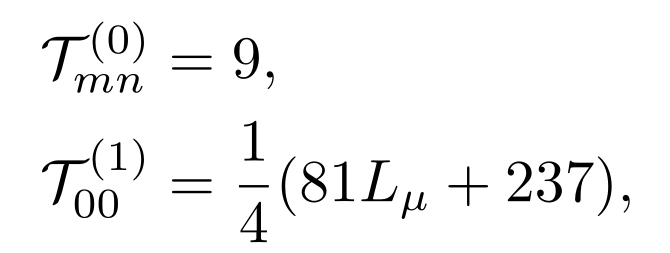 $\mathcal{T}_{mn}^{(0)} = 9,$
$\mathcal{T}_{00}^{(1)} = \frac{1}{4}(81L_{\mu} + 237),$